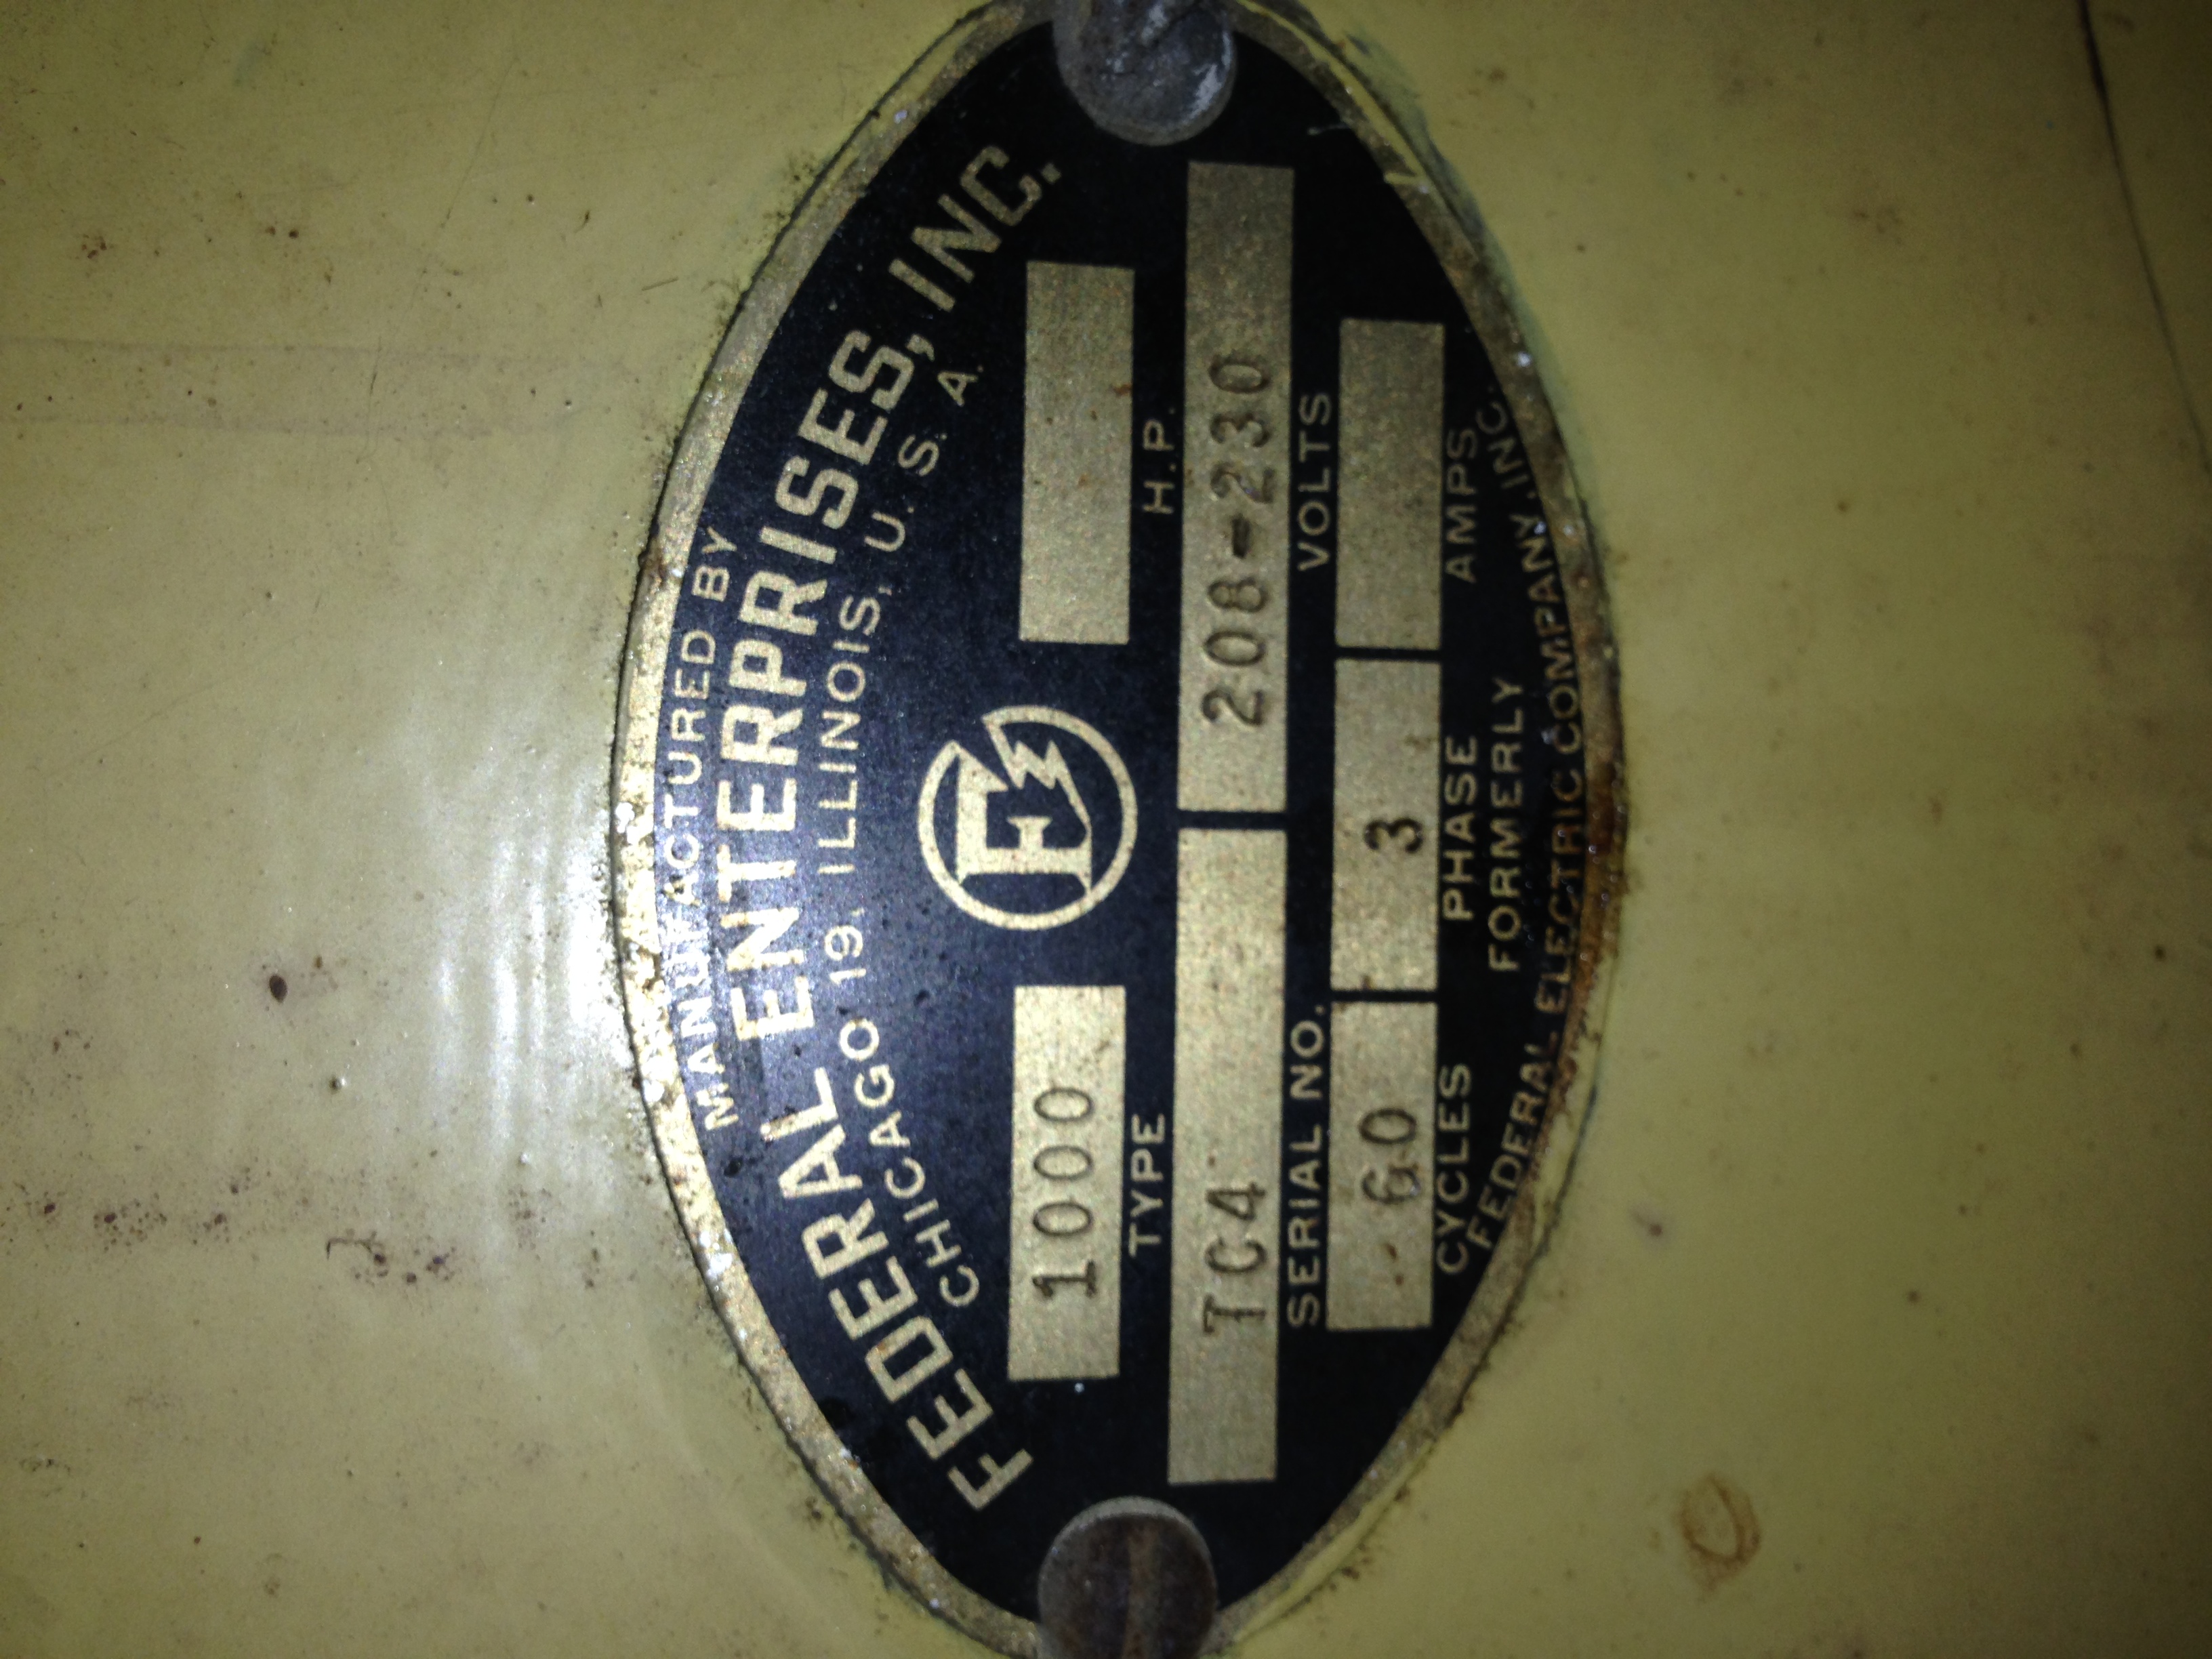 MANUFACTURED BY
FEDERAL ENTERPRISES, INC.
CHICAGO 19, ILLINOIS, U. S. A.
FE
1000
TYPE H.P.
TC4 208-230
SERIAL NO. VOLTS
60 3
CYCLES PHASE AMPS
FORMERLY
FEDERAL ELECTRIC COMPANY, INC.